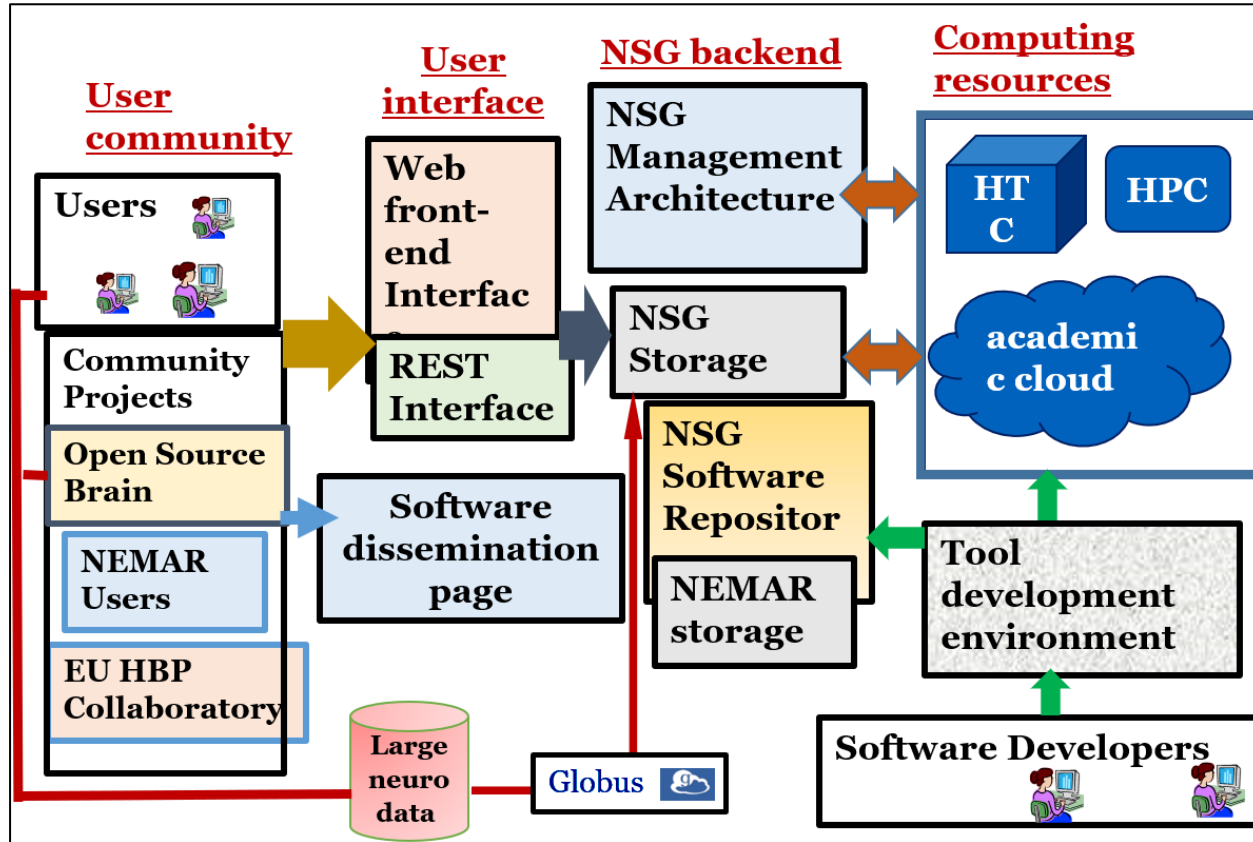 User
community
User
interface
NSG backend
Computing
resources
Users
Community
Projects
Open Source
Brain
NEMAR
Users
EU HBP
Collaboratory
Web
front-
end
Interfac
REST
Interface
Software
dissemination
page
NSG
Management
Architecture
NSG
Storage
NSG
Software
Repositor
NEMAR
storage
HT
C
HPC
academi
c cloud
Tool
development
environment
Software Developers
Large
neuro
data
Globus
g